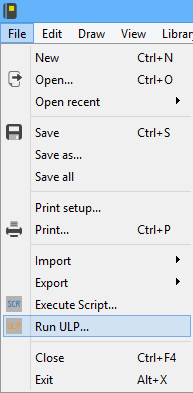 File Edit Draw View Library
New Ctrl+N
Open... Ctrl+O
Open recent
Save Ctrl+S
Save as...
Save all
Print setup...
Print... Ctrl+P
Import
Export
SCR Execute Script...
ULP Run ULP...
Close Ctrl+F4
Exit Alt+X